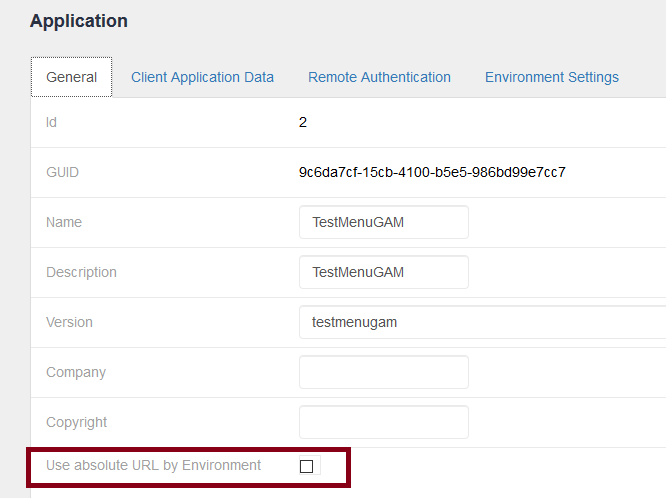 Application
General Client Application Data Remote Authentication Environment Settings
Id 2
GUID 9c6da7cf-15cb-4100-b5e5-986bd99e7cc7
Name TestMenuGAM
Description TestMenuGAM
Version testmenugam
Company
Copyright
Use absolute URL by Environment